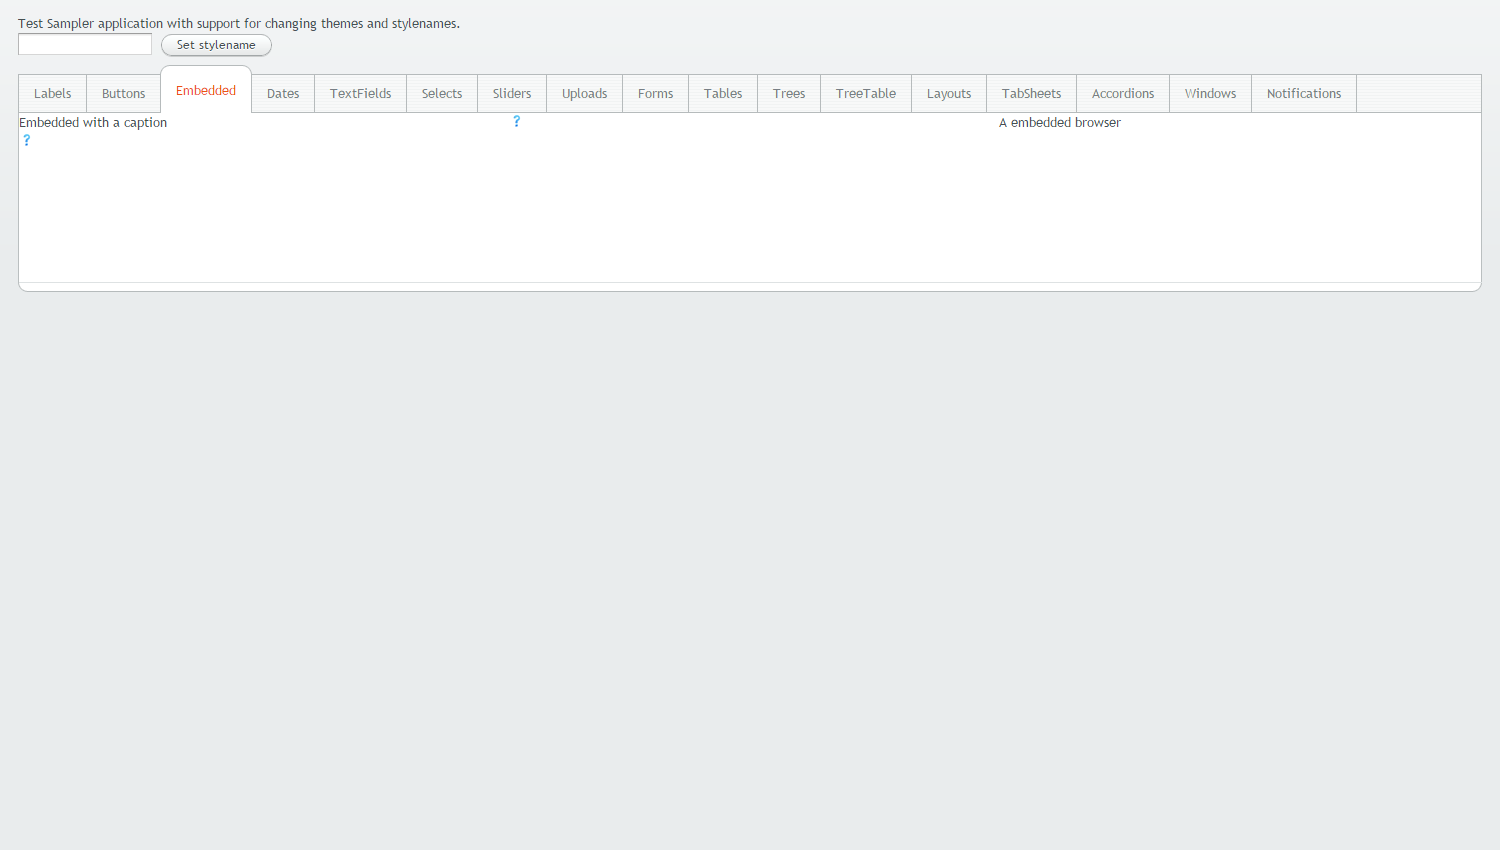 Test Sampler application with support for changing themes and stylenames.
Set stylename
Labels Buttons Embedded Dates TextFields Selects Sliders Uploads Forms Tables Trees TreeTable Layouts TabSheets Accordions Windows Notifications
Embedded with a caption ? A embedded browser
?